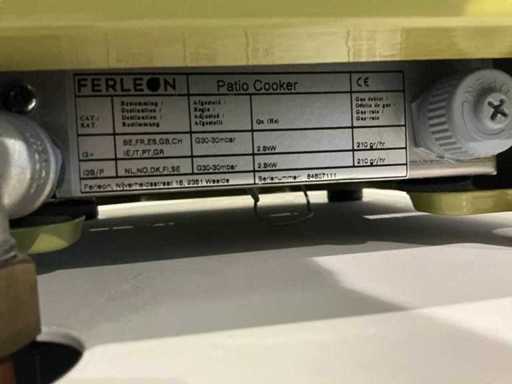 FERLEON Patio Cooker CE
CAT / KAT Bestemming / Destination / Destination / Bestimmung Afgesteld / Regle / Adjusted / Afgestellt Qn (Hs) Gas debiet / Débits de gaz / Gas-rate /
I3+ BE,FR,ES,GB,CH IE,IT,PT,GR G30-30mbar 2.8kW 210 gr/hr
I3B/P NL,NO,DK,FI,SE G30-30mbar 2.8kW 210 gr/hr
Ferleon, Nijverheidsstraat 16, 2381 Weelde Serienummer: 84807111